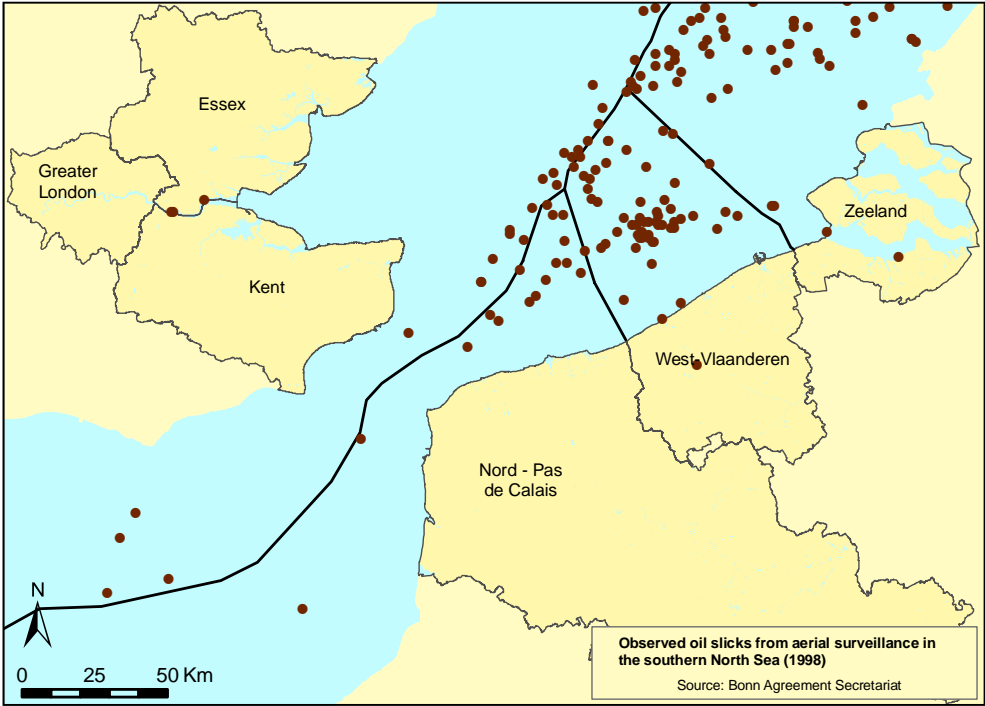 Essex
Greater
London
Zeeland
Kent
West-Vlaanderen
Nord - Pas
de Calais
N
0 25 50 Km
Observed oil slicks from aerial surveillance in
the southern North Sea (1998)
Source: Bonn Agreement Secretariat